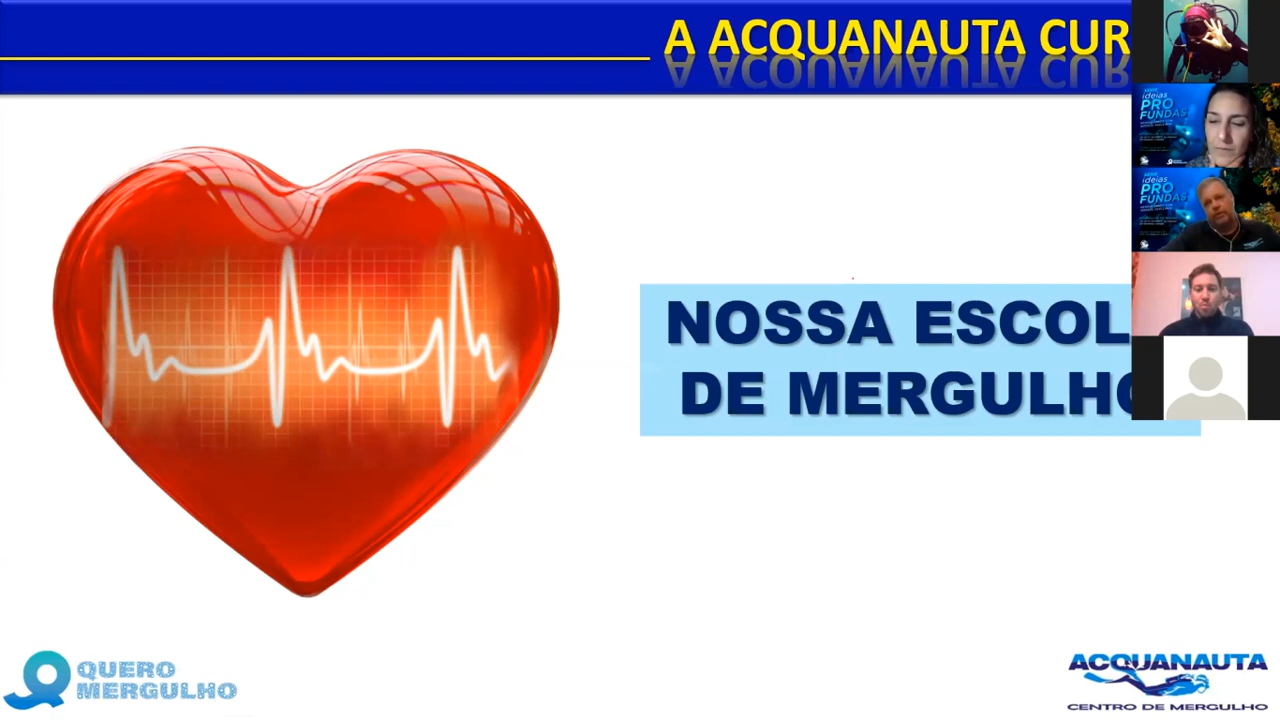 A ACQUANAUTA CUR
NOSSA ESCOL
DE MERGULHO
QUERO
MERGULHO
ACQUANAUTA
CENTRO DE MERGULHO
ideias
PRO
FUNDAS
ideias
PRO
FUNDAS